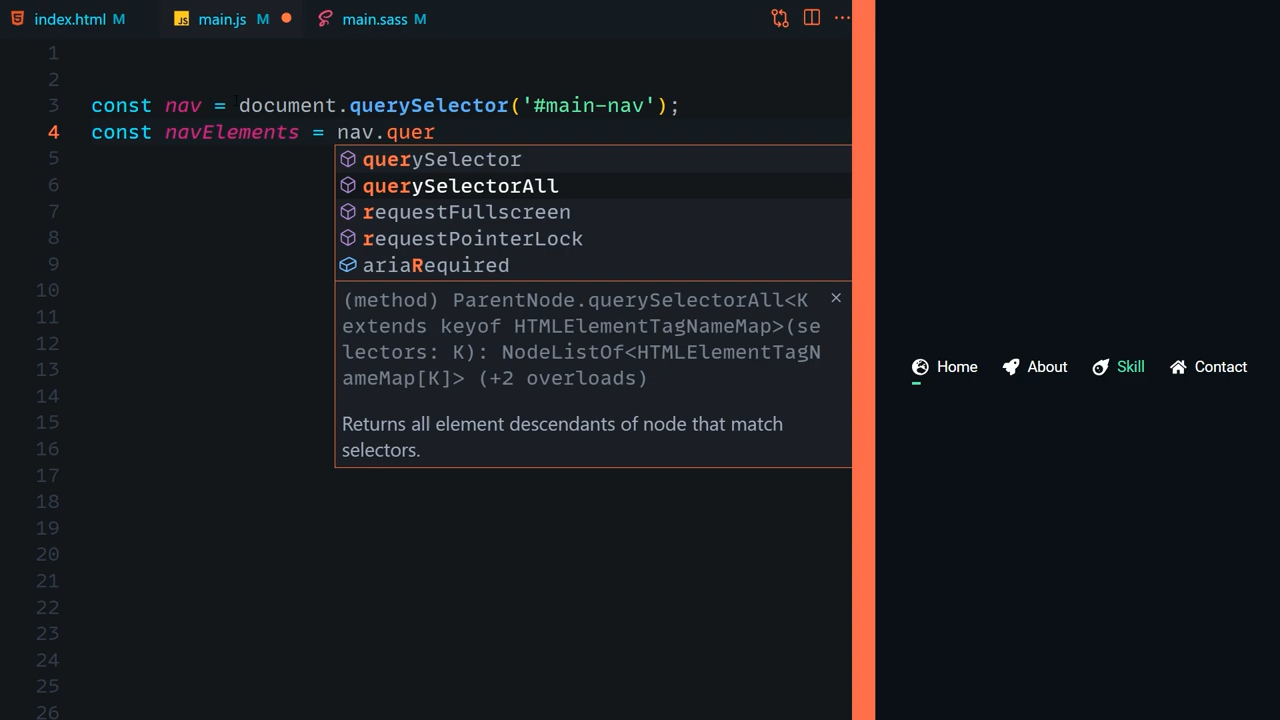 index.html M
JS main.js M
main.sass M
1
2
3 const nav = document.querySelector('#main-nav');
4 const navElements = nav.quer
5
6
7
8
9
10
11
12
13
14
15
16
17
18
19
20
21
22
23
24
25
26
querySelector
querySelectorAll
requestFullscreen
requestPointerLock
ariaRequired
(method) ParentNode.querySelectorAll<K
extends keyof HTMLElementTagNameMap>(se
lectors: K): NodeListOf<HTMLElementTagN
ameMap[K]> (+2 overloads)
Returns all element descendants of node that match
selectors.
Home About Skill Contact